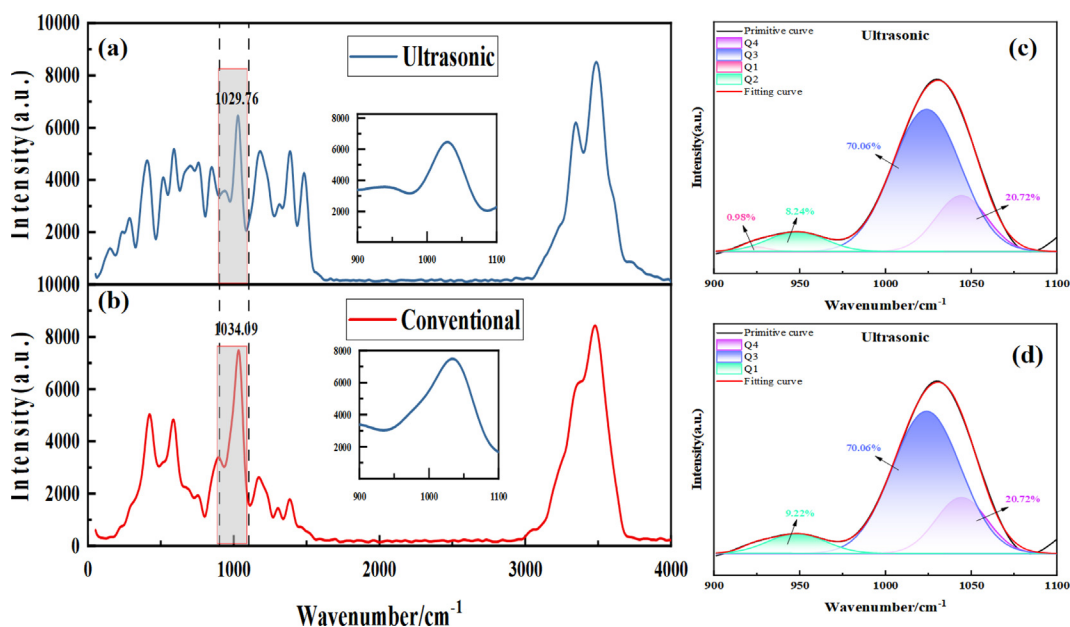 (a)
Ultrasonic
1029.76
Intensity(a.u.)
10000
8000
6000
4000
2000
10000
8000
6000
4000
2000
0
900
1000
1100
(b)
Conventional
1034.09
Intensity(a.u.)
8000
6000
4000
2000
0
8000
6000
4000
2000
0
900
1000
1100
0
1000
2000
3000
4000
Wavenumber/cm-1
Primitive curve
Q4
Q3
Q1
Q2
Fitting curve
Ultrasonic
(c)
70.06%
0.98%
8.24%
20.72%
Intensity(a.u.)
900
950
1000
1050
1100
Wavenumber/cm-1
Primitive curve
Q4
Q3
Q1
Fitting curve
Ultrasonic
(d)
70.06%
9.22%
20.72%
Intensity(a.u.)
900
950
1000
1050
1100
Wavenumber/cm-1